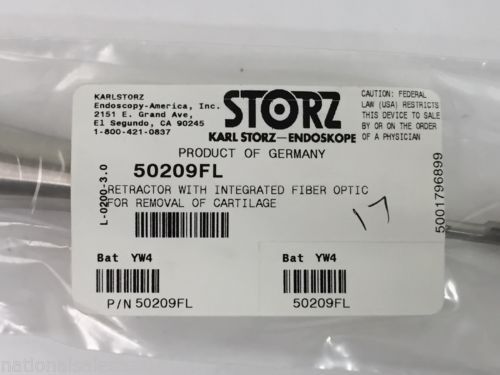 KARLSTORZ
Endoscopy-America, Inc.
2151 E. Grand Ave,
El Segundo, CA 90245
1-800-421-0837
STORZ
KARL STORZ—ENDOSKOPE
CAUTION: FEDERAL
LAW (USA) RESTRICTS
THIS DEVICE TO SALE
BY OR ON THE ORDER
OF A PHYSICIAN
PRODUCT OF GERMANY
50209FL
RETRACTOR WITH INTEGRATED FIBER OPTIC
FOR REMOVAL OF CARTILAGE
L-0200-3.0
17
5001796899
Bat YW4
P/N 50209FL
Bat YW4
50209FL